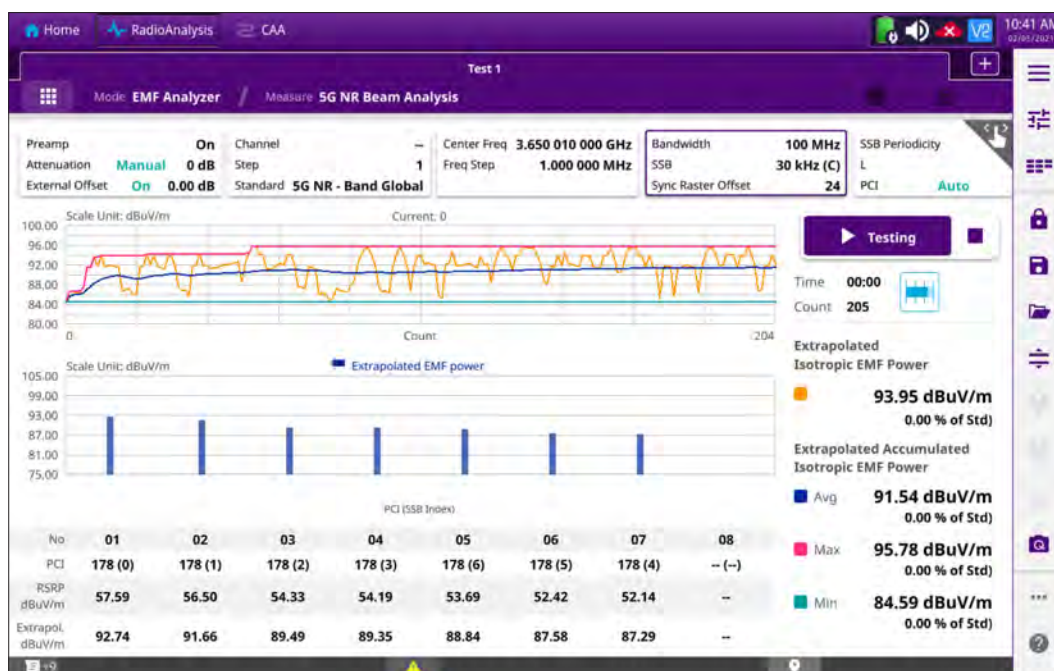 Home RadioAnalysis CAA
10:41 AM
Test 1
Mode EMF Analyzer / Measure 5G NR Beam Analysis
Preamp On
Attenuation Manual 0 dB
External Offset On 0.00 dB
Channel --
Step 1
Standard 5G NR - Band Global
Center Freq 3.650 010 000 GHz
Freq Step 1.000 000 MHz
Bandwidth 100 MHz
SSB 30 kHz (C)
Sync Raster Offset 24
SSB Periodicity
L
PCI Auto
Scale Unit: dBuV/m Current: 0
100.00
96.00
92.00
88.00
84.00
80.00
0 Count 204
Testing
Time 00:00
Count 205
Scale Unit: dBuV/m Extrapolated EMF power
105.00
99.00
93.00
87.00
81.00
75.00
PCI (SSB Index)
Extrapolated
Isotropic EMF Power
93.95 dBuV/m
0.00 % of Std)
Extrapolated Accumulated
Isotropic EMF Power
Avg 91.54 dBuV/m
0.00 % of Std)
Max 95.78 dBuV/m
0.00 % of Std)
Min 84.59 dBuV/m
0.00 % of Std)
No 01 02 03 04 05 06 07 08
PCI 178 (0) 178 (1) 178 (2) 178 (3) 178 (6) 178 (5) 178 (4) -- (--)
RSRP
dBuV/m 57.59 56.50 54.33 54.19 53.69 52.42 52.14 --
Extrapol.
dBuV/m 92.74 91.66 89.49 89.35 88.84 87.58 87.29 --
+9